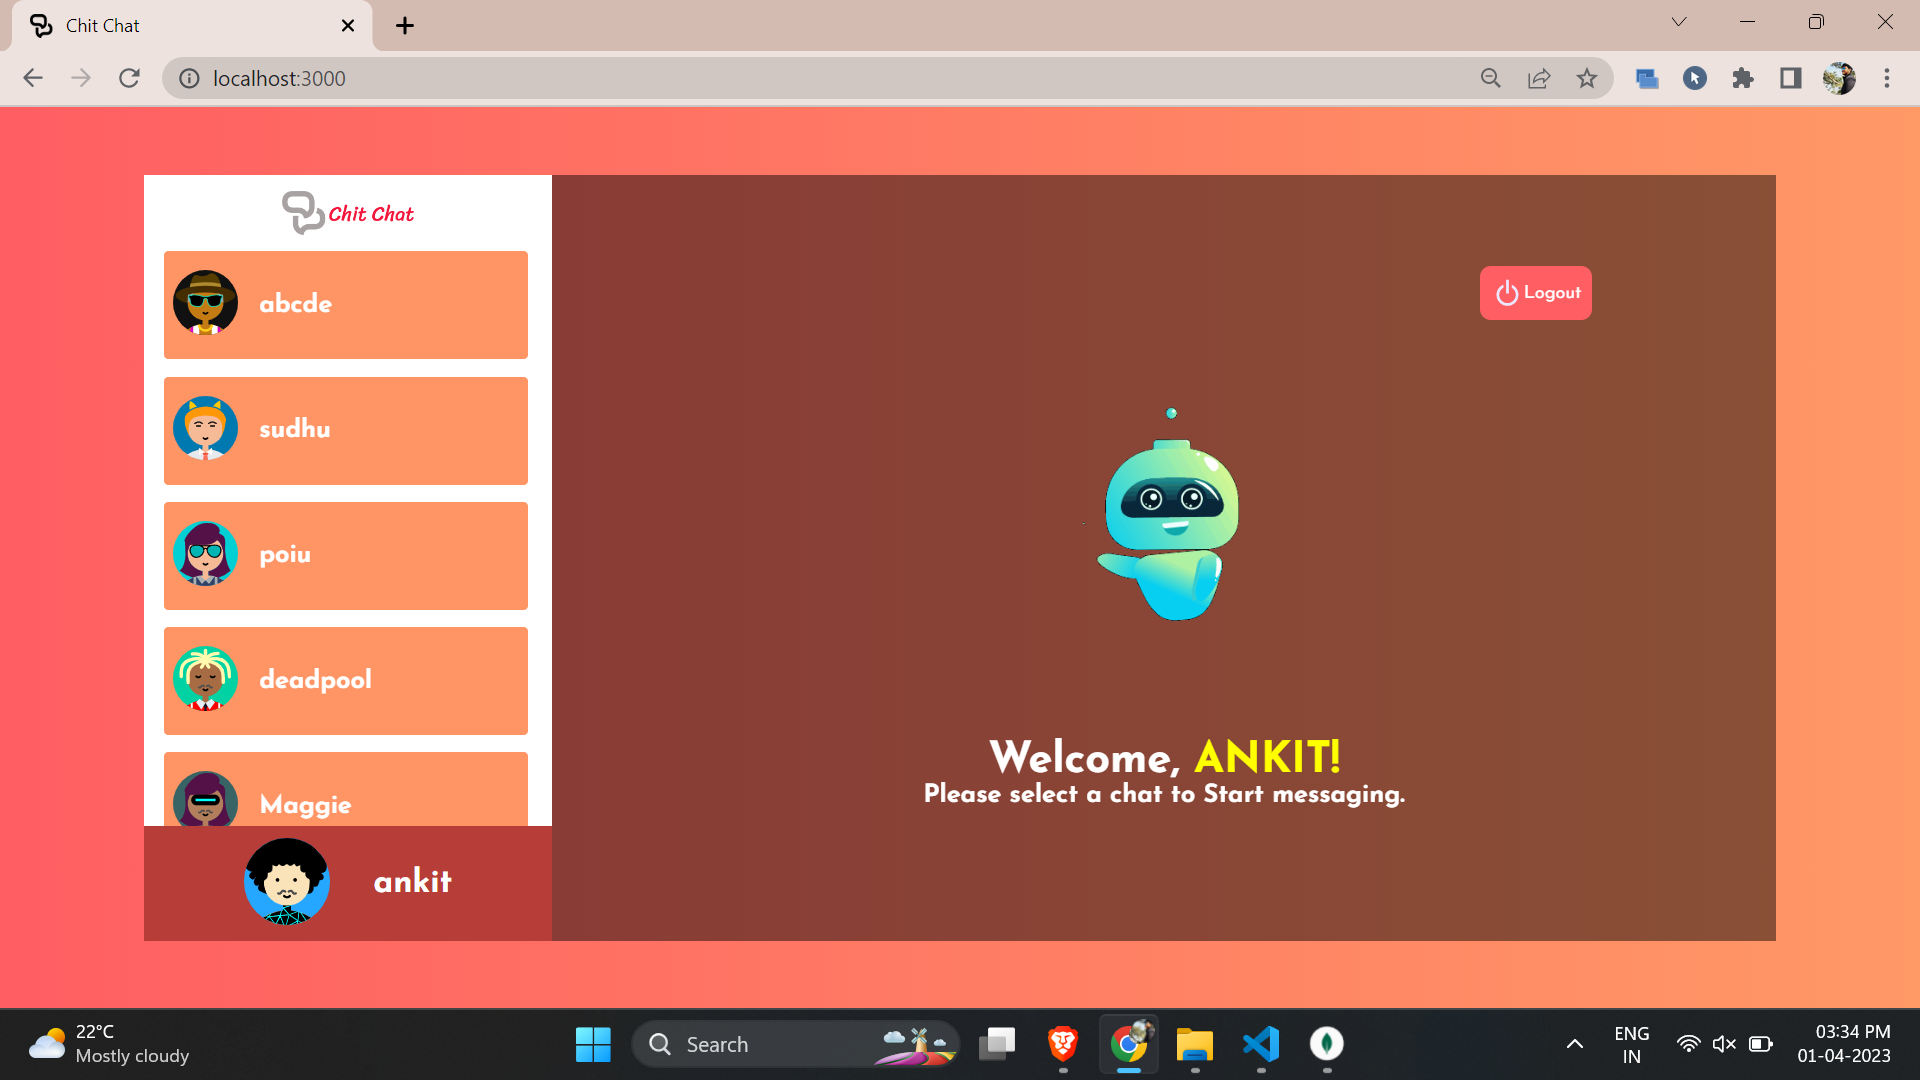 Chit Chat
localhost:3000
Chit Chat
abcde
sudhu
poiu
deadpool
Maggie
ankit
Logout
Welcome, ANKIT!
Please select a chat to Start messaging.
22°C
Mostly cloudy
Search
ENG
IN
03:34 PM
01-04-2023